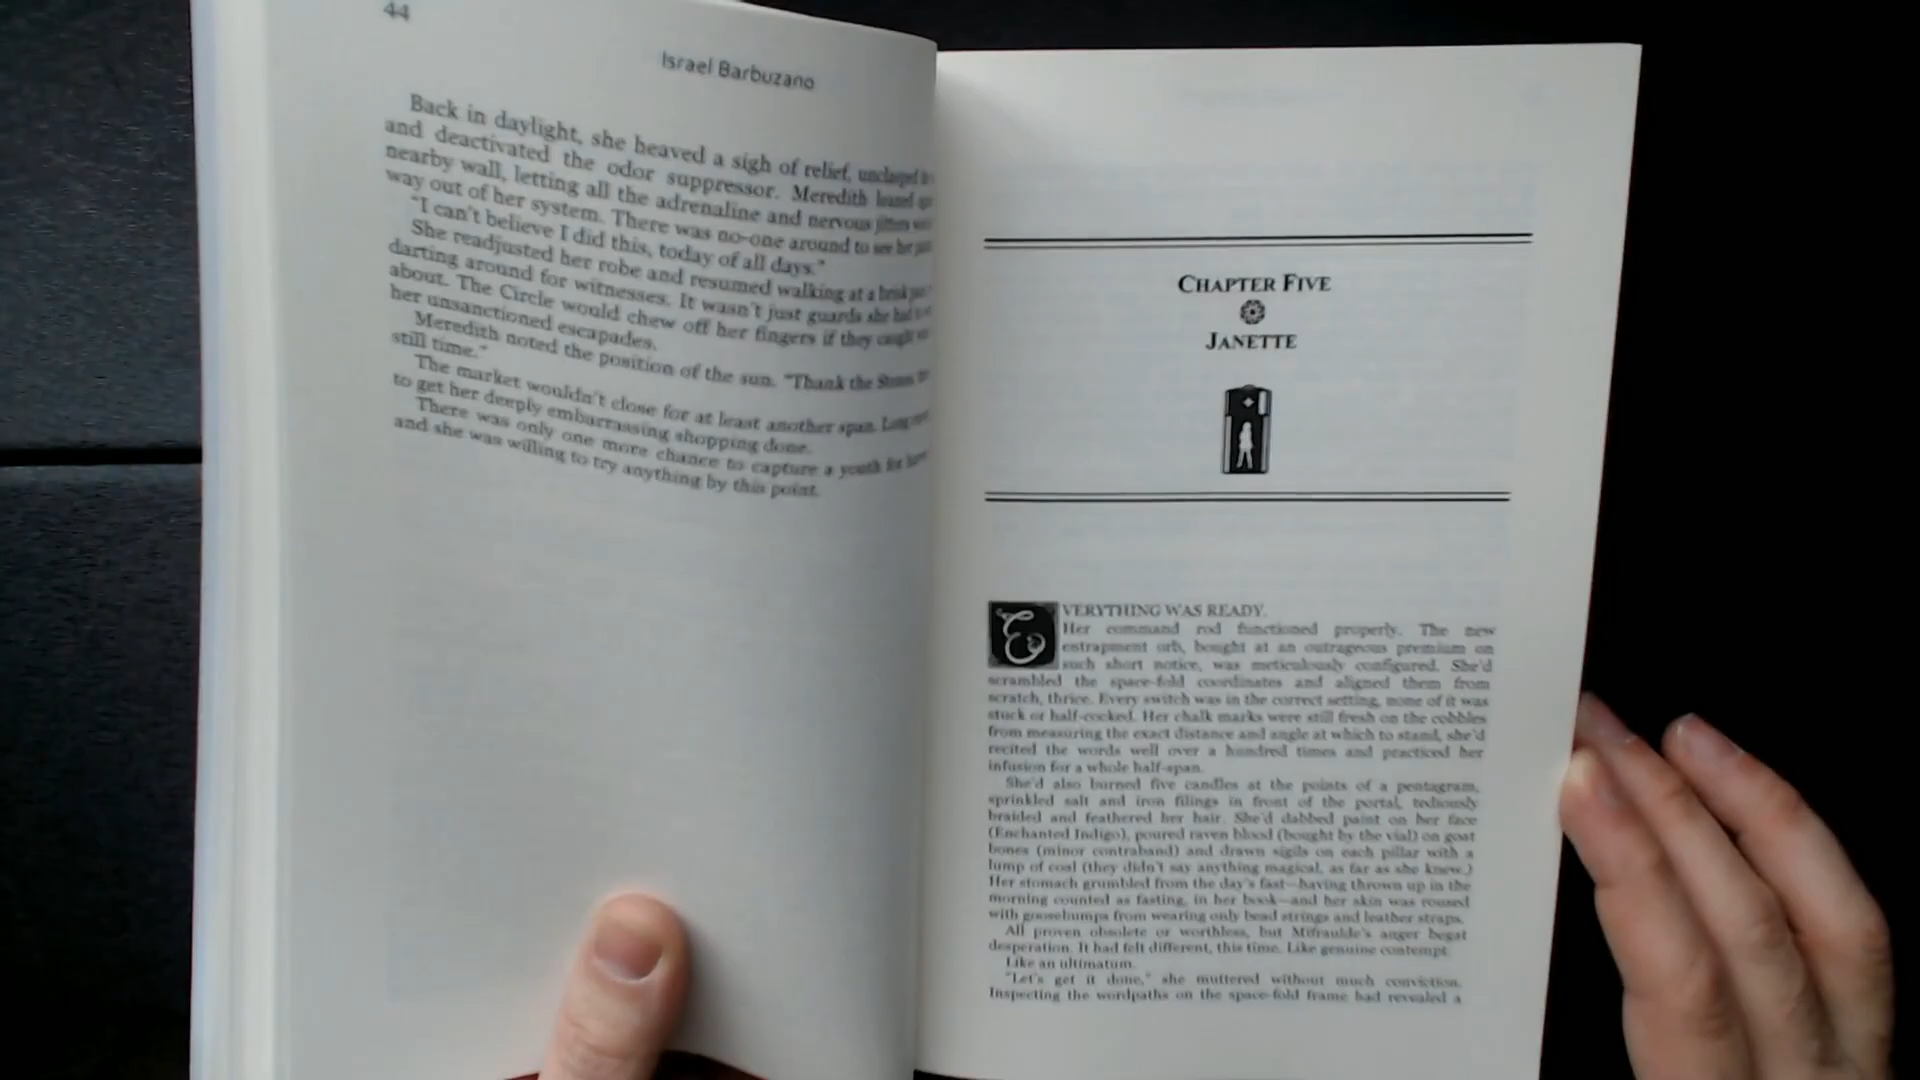 44
Israel Barbuzano
Back in daylight, she heaved a sigh of relief, unclasped
and deactivated the odor suppressor. Meredith leaned
nearby wall, letting all the adrenaline and nervous jitters
way out of her system. There was no-one around to see her
"I can't believe I did this, today of all days."
She readjusted her robe and resumed walking at a brisk
darting around for witnesses. It wasn't just guards she had
about. The Circle would chew off her fingers if they caught
her unsanctioned escapades.
Meredith noted the position of the sun. "Thank the
still time."
The market wouldn't close for at least another span. Long
to get her deeply embarrassing shopping done.
There was only one more chance to capture a youth for
and she was willing to try anything by this point.
CHAPTER FIVE
JANETTE
EVERYTHING WAS READY.
Her command rod functioned properly. The new
entrapment orb, bought at an outrageous premium on
such short notice, was meticulously configured. She'd
scrambled the space-fold coordinates and aligned them from
scratch, thrice. Every switch was in the correct setting, none of it was
stuck or half-cocked. Her chalk marks were still fresh on the cobbles
from measuring the exact distance and angle at which to stand, she'd
recited the words well over a hundred times and practiced her
infusion for a whole half-span.
She'd also burned five candles at the points of a pentagram,
sprinkled salt and iron filings in front of the portal, tediously
braided and feathered her hair. She'd dabbed paint on her face
(Enchanted Indigo), poured raven blood (bought by the vial) on goat
bones (minor contraband) and drawn sigils on each pillar with a
lump of coal (they didn't say anything magical, as far as she knew.)
Her stomach grumbled from the day's fast—having thrown up in the
morning counted as fasting, in her book—and her skin was roused
with goosebumps from wearing only bead strings and leather straps.
All proven obsolete or worthless, but Mifraulde's anger begat
desperation. It had felt different, this time. Like genuine contempt.
Like an ultimatum.
"Let's get it done," she muttered without much conviction.
Inspecting the wordpaths on the space-fold frame had revealed a